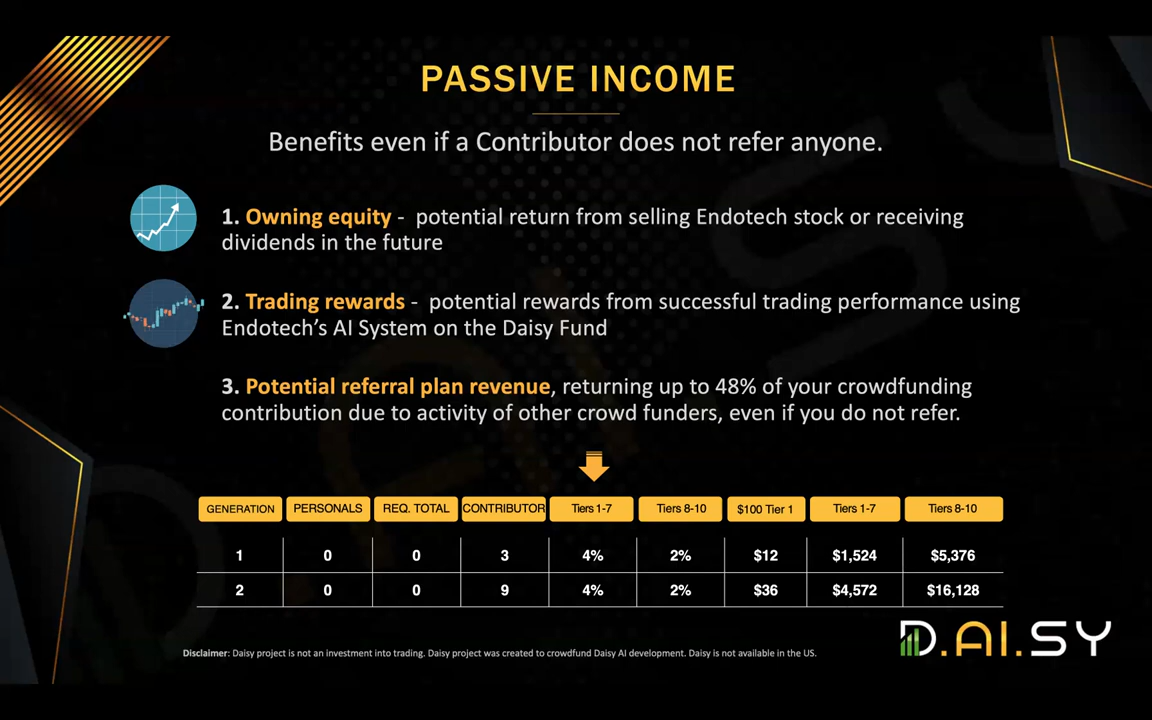 PASSIVE INCOME
Benefits even if a Contributor does not refer anyone.
1. Owning equity - potential return from selling Endotech stock or receiving
dividends in the future
2. Trading rewards - potential rewards from successful trading performance using
Endotech's AI System on the Daisy Fund
3. Potential referral plan revenue, returning up to 48% of your crowdfunding
contribution due to activity of other crowd funders, even if you do not refer.
GENERATION PERSONALS REQ. TOTAL CONTRIBUTOR Tiers 1-7 Tiers 8-10 $100 Tier 1 Tiers 1-7 Tiers 8-10
1 0 0 3 4% 2% $12 $1,524 $5,376
2 0 0 9 4% 2% $36 $4,572 $16,128
D.AI.SY
Disclaimer: Daisy project is not an investment into trading. Daisy project was created to crowdfund Daisy AI development. Daisy is not available in the US.